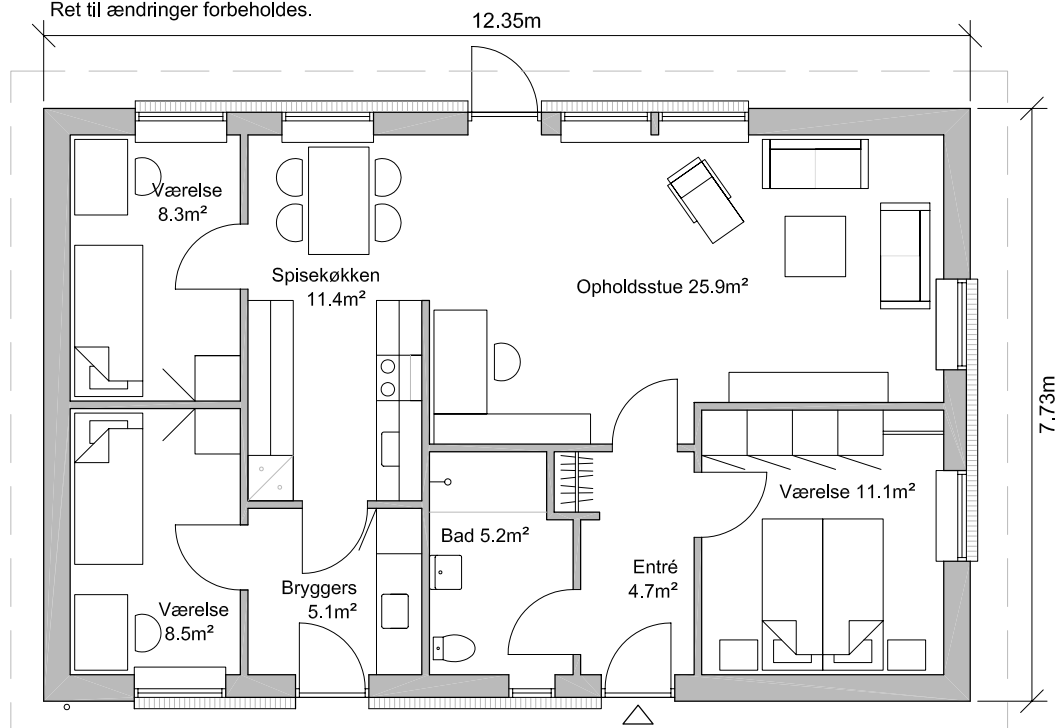 Ret til ændringer forbeholdes.
12.35m
Værelse
8.3m²
Spisekøkken
11.4m²
Opholdsstue 25.9m²
7.73m
Værelse 11.1m²
Bad 5.2m²
Entré
4.7m²
Bryggers
5.1m²
Værelse
8.5m²